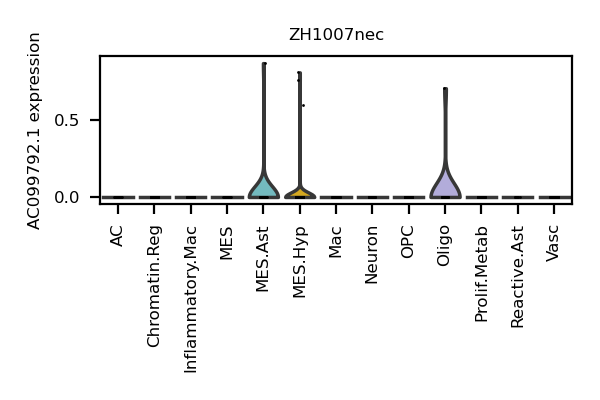 ZH1007nec
AC099792.1 expression
0.5
0.0
AC
Chromatin.Reg
Inflammatory.Mac
MES
MES.Ast
MES.Hyp
Mac
Neuron
OPC
Oligo
Prolif.Metab
Reactive.Ast
Vasc